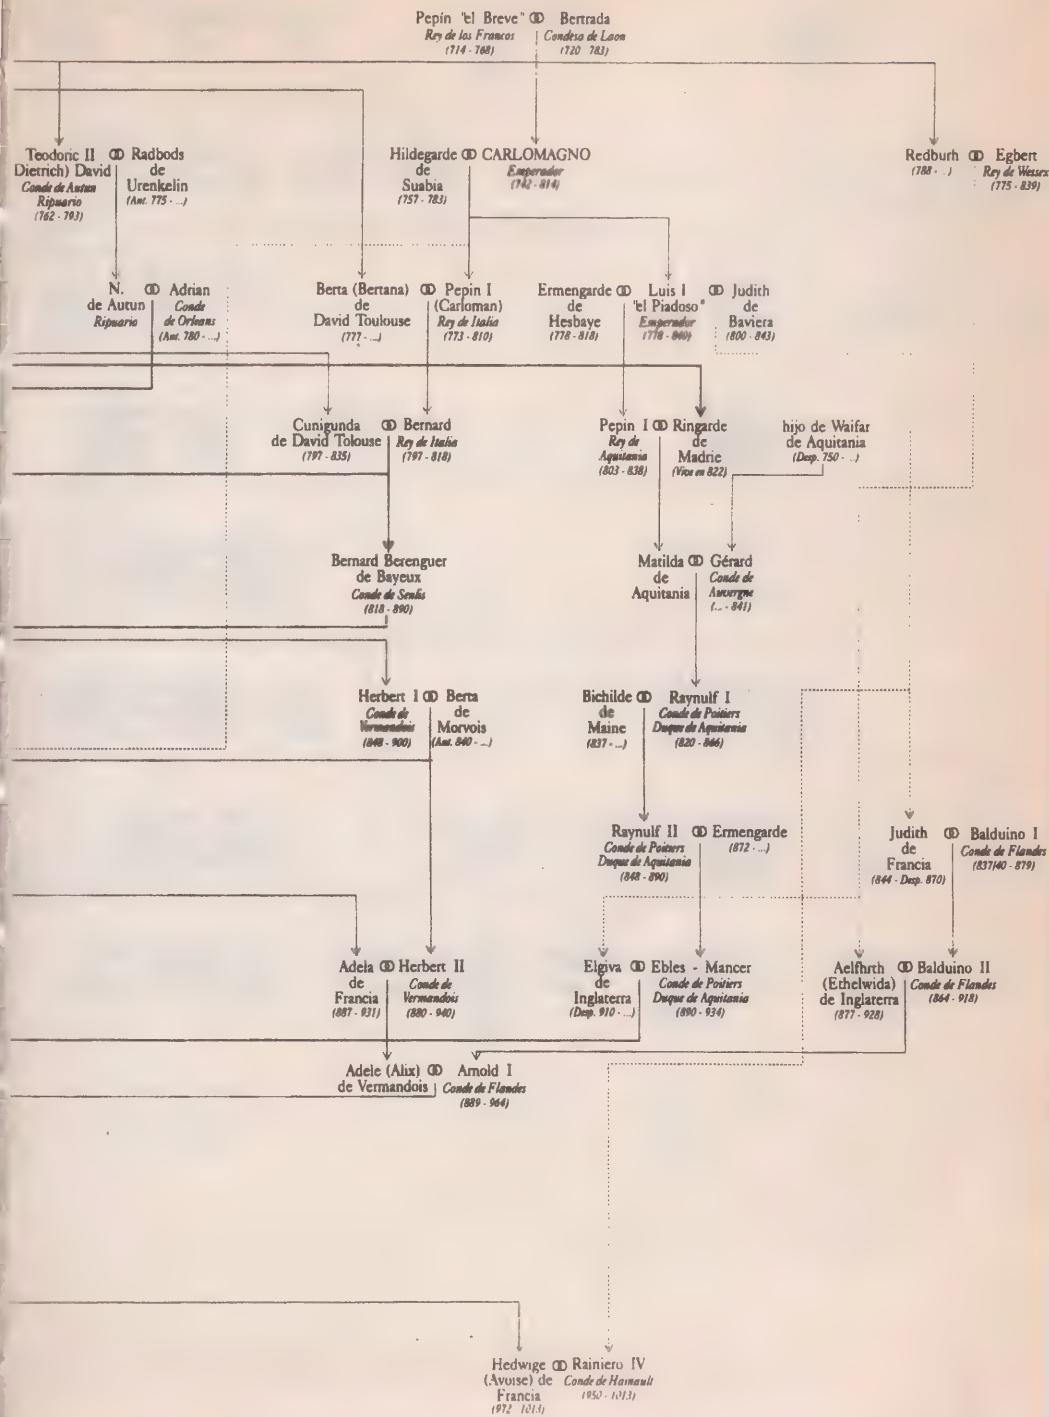 Pepín "el Breve" ⚭ Bertrada
Rey de los Francos Condesa de Laon
(714 - 768) (720 783)
Teodoric II ⚭ Radbods
Dietrich) David de
Conde de Autun Urenkelin
Ripuario (Ant. 775 - ...)
(762 - 793)
Hildegarde ⚭ CARLOMAGNO
de Emperador
Suabia (742 - 814)
(757 - 783)
Redburh ⚭ Egbert
(788 - ..) Rey de Wessex
(775 - 839)
N. ⚭ Adrian
de Autun Conde
Ripuario de Orleans
(Ant. 780 - ...)
Berta (Bertana) ⚭ Pepin I
de (Carloman)
David Toulouse Rey de Italia
(777 - ...) (773 - 810)
Ermengarde ⚭ Luis I ⚭ Judith
de "el Piadoso" de
Hesbaye Emperador Baviera
(778 - 818) (778 - 840) (800 - 843)
Cunigunda ⚭ Bernard
de David Tolouse Rey de Italia
(797 - 835) (797 - 818)
Pepin I ⚭ Ringarde
Rey de de
Aquitania Madrie
(803 - 838) (Vive en 822)
hijo de Waifar
de Aquitania
(Desp. 750 - ..)
Bernard Berenguer
de Bayeux
Conde de Senlis
(818 - 890)
Matilda ⚭ Gérard
de Conde de
Aquitania Auvergne
(... - 841)
Herbert I ⚭ Berta
Conde de de
Vermandois Morvois
(848 - 900) (Ant. 840 - ...)
Bichilde ⚭ Raynulf I
de Conde de Poitiers
Maine Duque de Aquitania
(837 - ...) (820 - 866)
Raynulf II ⚭ Ermengarde
Conde de Poitiers (872 - ...)
Duque de Aquitania
(848 - 890)
Judith ⚭ Balduino I
de Conde de Flandes
Francia (837/40 - 879)
(844 - Desp. 870)
Adela ⚭ Herbert II
de Conde de
Francia Vermandois
(887 - 931) (880 - 940)
Elgiva ⚭ Ebles - Mancer
de Conde de Poitiers
Inglaterra Duque de Aquitania
(Desp. 910 - ...) (890 - 934)
Aelfhrth ⚭ Balduino II
(Ethelwida) Conde de Flandes
de Inglaterra (864 - 918)
(877 - 928)
Adele (Alix) ⚭ Arnold I
de Vermandois Conde de Flandes
(889 - 964)
Hedwige ⚭ Rainiero IV
(Avoise) de Conde de Hainault
Francia (950 - 1013)
(972 1013)